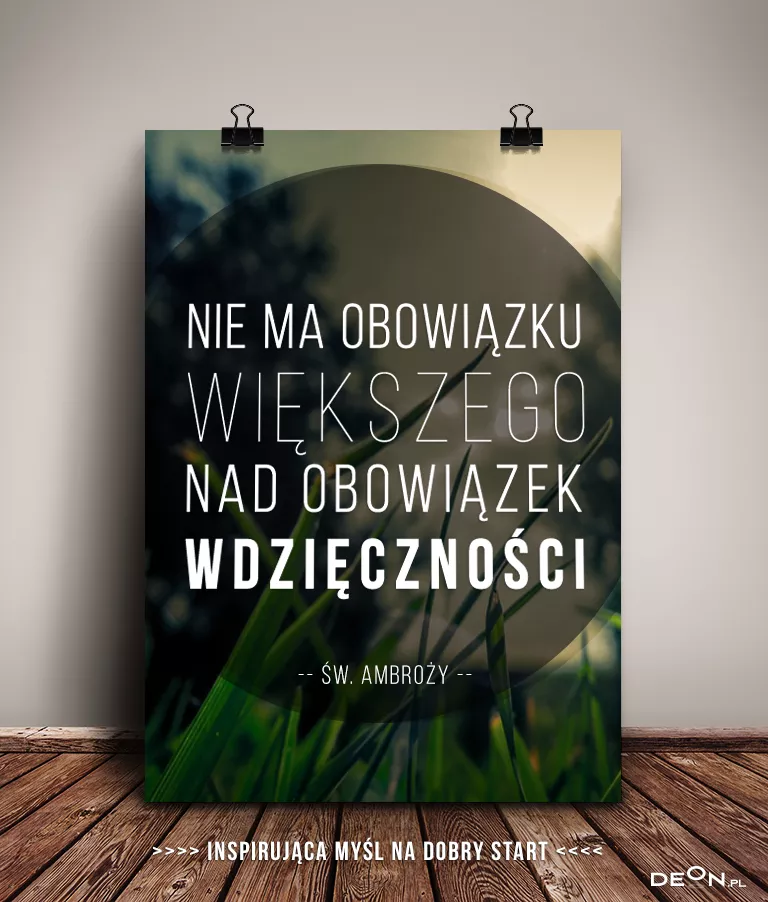 NIE MA OBOWIĄZKU
WIĘKSZEGO
NAD OBOWIĄZEK
WDZIĘCZNOŚCI
-- ŚW. AMBROŻY --
>>>> INSPIRUJĄCA MYŚL NA DOBRY START <<<<
DEON.PL